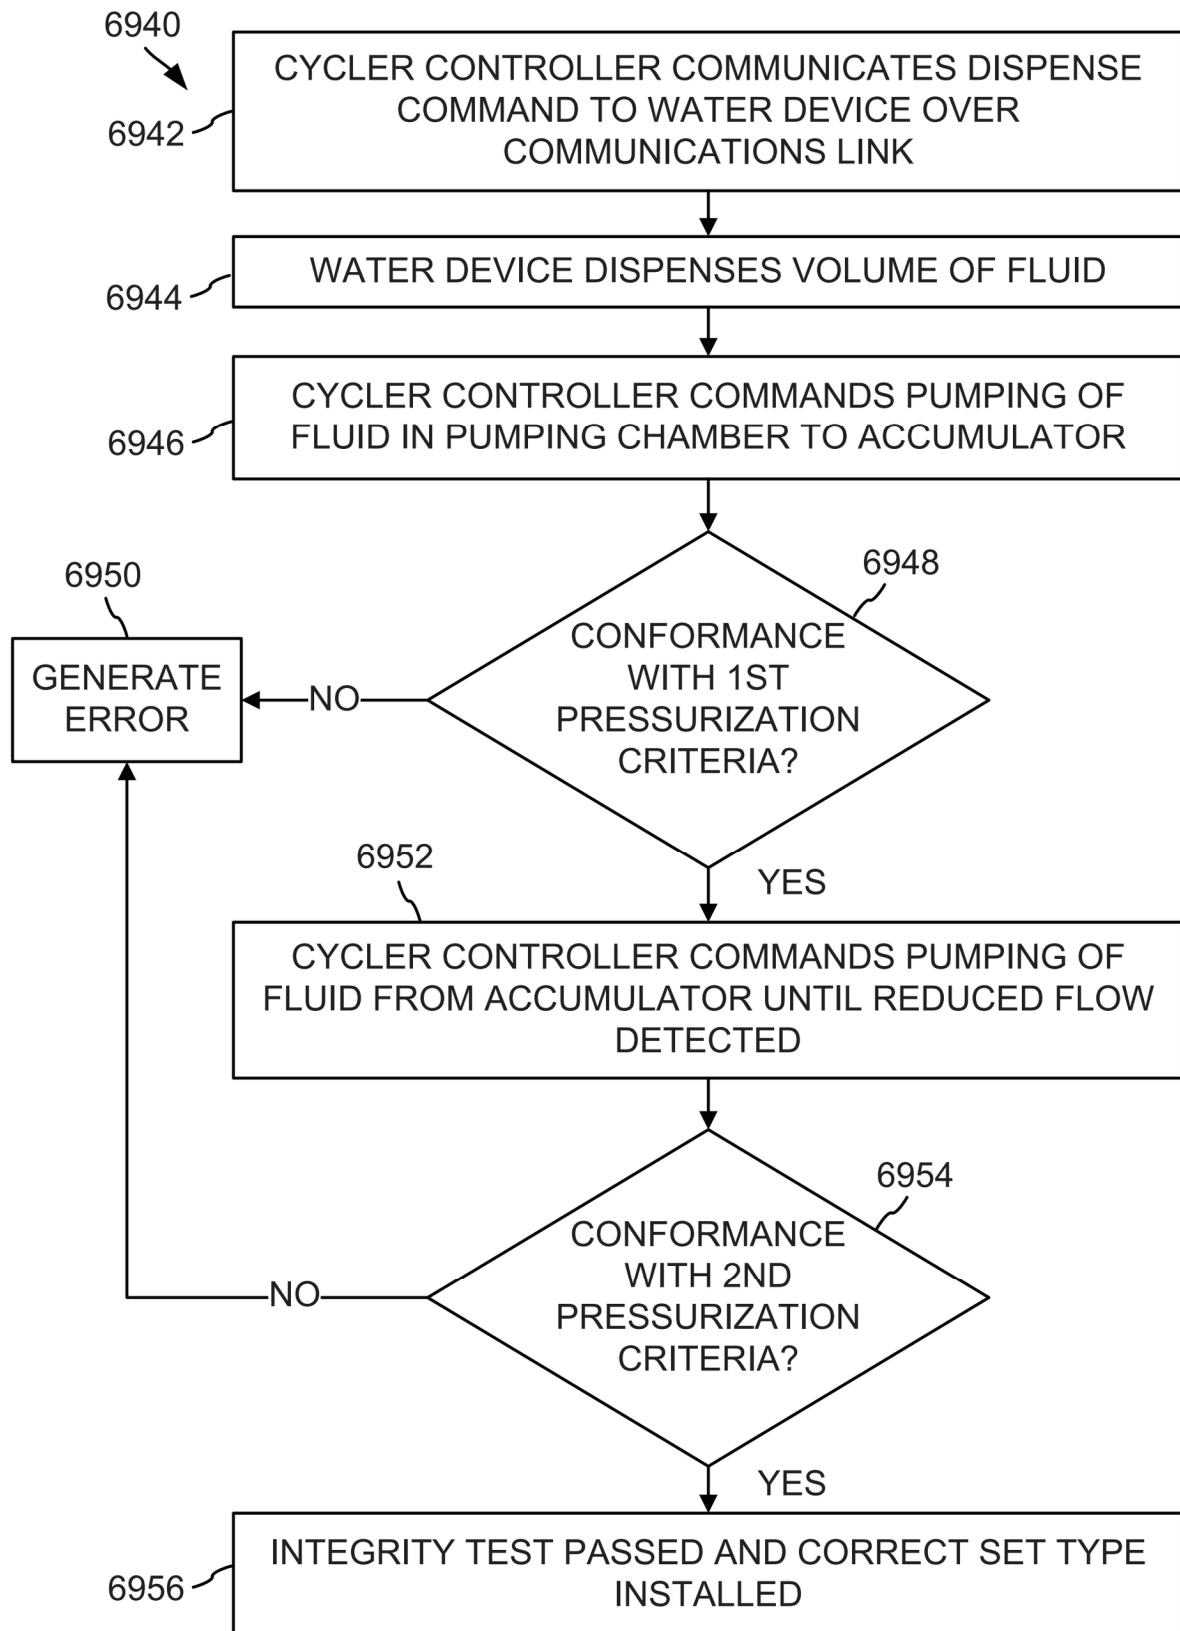 6940
CYCLER CONTROLLER COMMUNICATES DISPENSE
COMMAND TO WATER DEVICE OVER
COMMUNICATIONS LINK
6942
WATER DEVICE DISPENSES VOLUME OF FLUID
6944
CYCLER CONTROLLER COMMANDS PUMPING OF
FLUID IN PUMPING CHAMBER TO ACCUMULATOR
6946
6948
CONFORMANCE
WITH 1ST
PRESSURIZATION
CRITERIA?
6950
GENERATE
ERROR
NO
YES
6952
CYCLER CONTROLLER COMMANDS PUMPING OF
FLUID FROM ACCUMULATOR UNTIL REDUCED FLOW
DETECTED
6954
CONFORMANCE
WITH 2ND
PRESSURIZATION
CRITERIA?
NO
YES
INTEGRITY TEST PASSED AND CORRECT SET TYPE
INSTALLED
6956